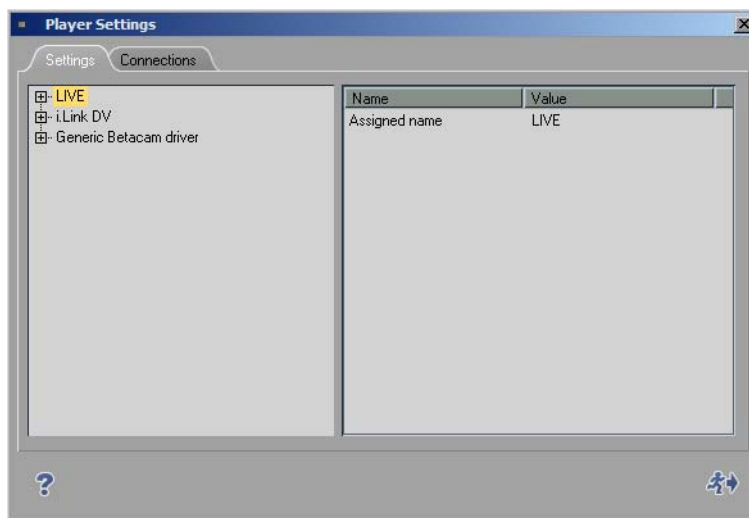 Player Settings
Settings Connections
LIVE
i.Link DV
Generic Betacam driver
Name Value
Assigned name LIVE
?